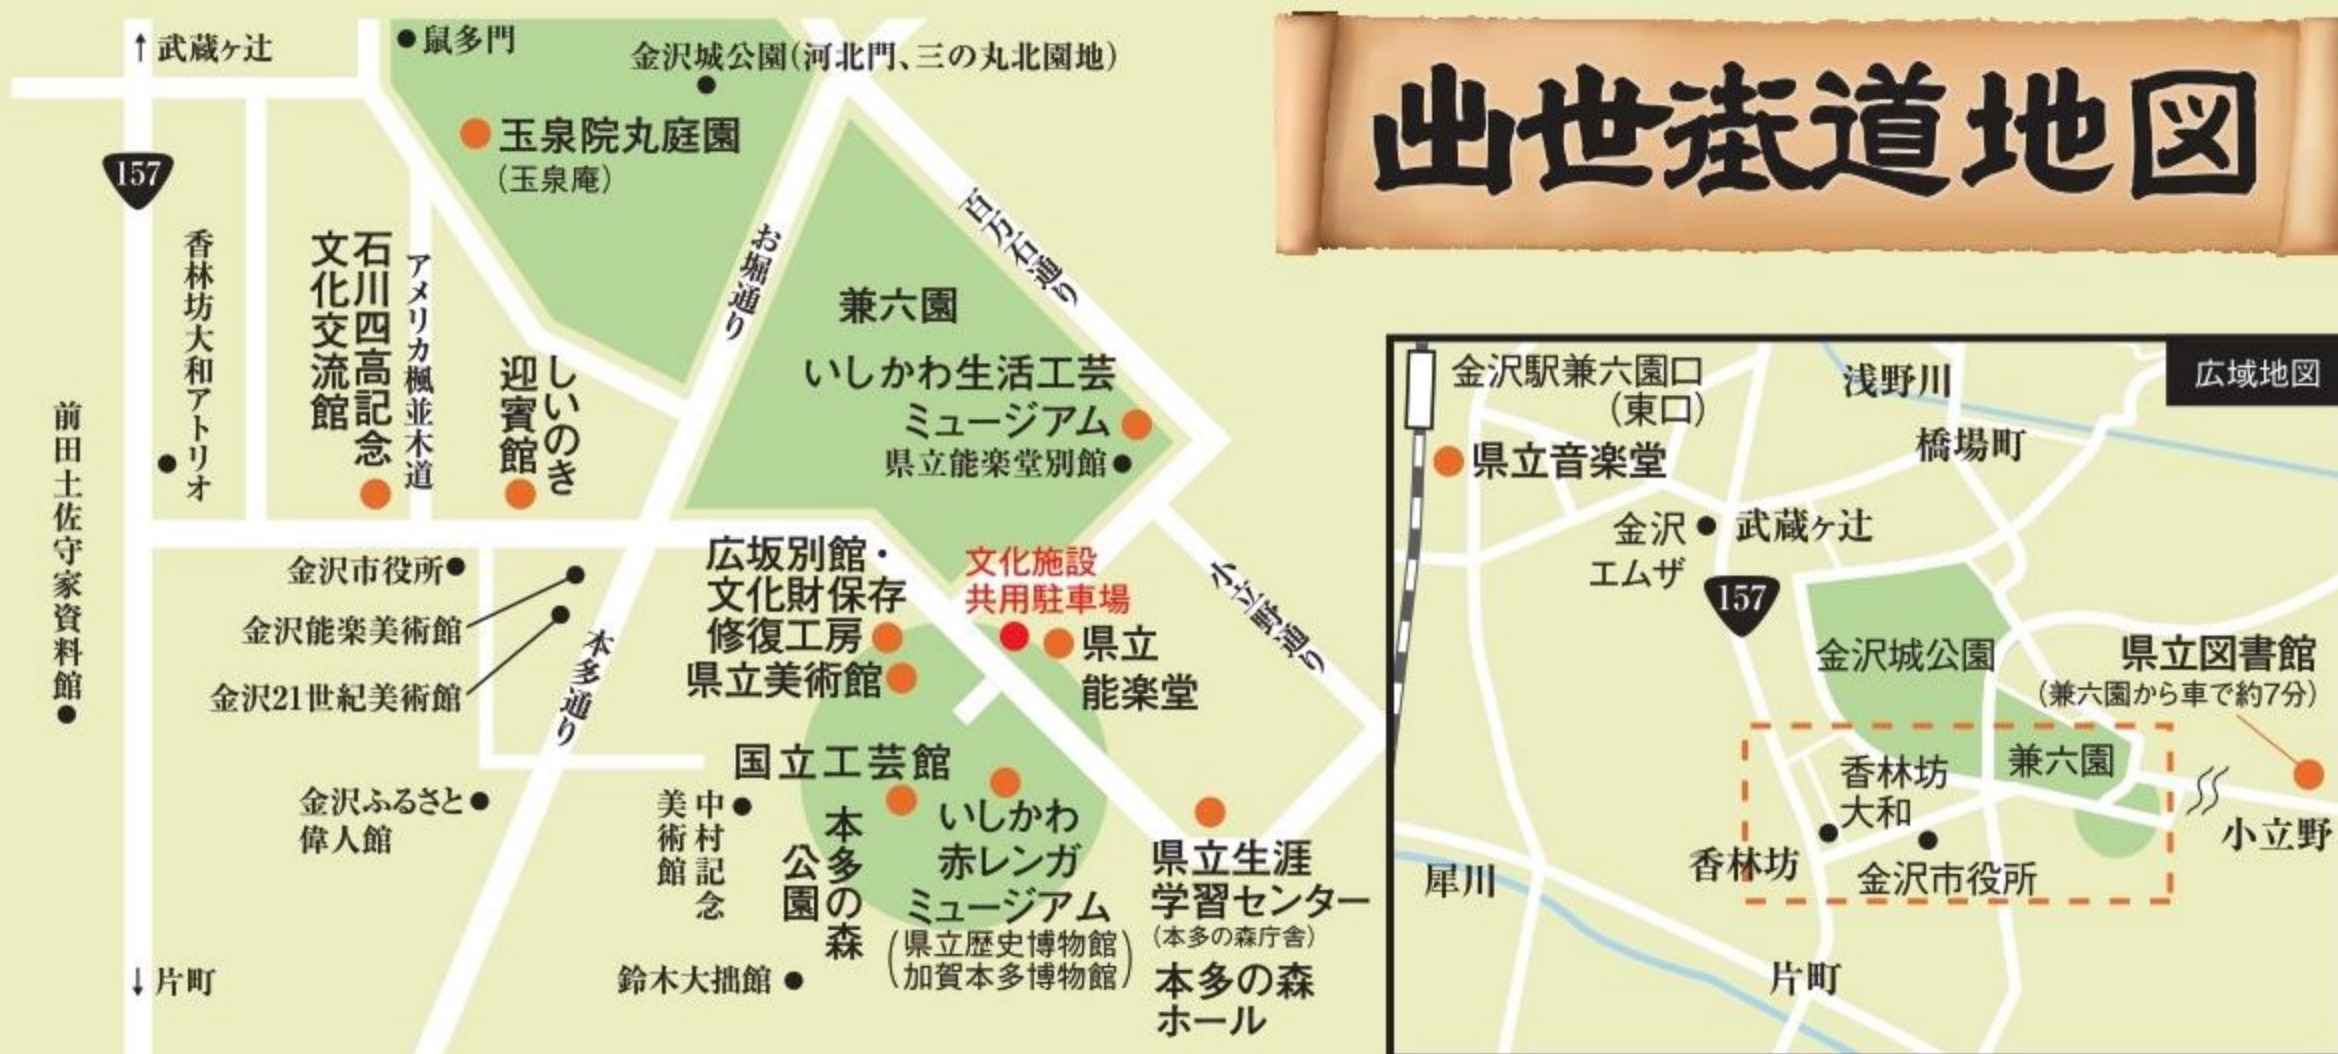 出世街道地図
↑武蔵ヶ辻
鼠多門
金沢城公園(河北門、三の丸北園地)
玉泉院丸庭園
(玉泉庵)
157
香林坊大和アトリオ
石川四高記念
文化交流館
アメリカ楓並木道
しいのき
迎賓館
お堀通り
百万石通り
兼六園
いしかわ生活工芸
ミュージアム
県立能楽堂別館
前田土佐守家資料館
金沢市役所
金沢能楽美術館
金沢21世紀美術館
本多通り
広坂別館・
文化財保存
修復工房
県立美術館
文化施設
共用駐車場
県立
能楽堂
小立野通り
国立工芸館
金沢ふるさと
偉人館
中村記念
美術館
本多の森
公園
いしかわ
赤レンガ
ミュージアム
(県立歴史博物館
加賀本多博物館)
県立生涯
学習センター
(本多の森庁舎)
本多の森
ホール
鈴木大拙館
↓片町
広域地図
金沢駅兼六園口
(東口)
浅野川
橋場町
県立音楽堂
金沢
エムザ
武蔵ヶ辻
157
金沢城公園
県立図書館
(兼六園から車で約7分)
兼六園
香林坊
大和
香林坊
金沢市役所
小立野
犀川
片町